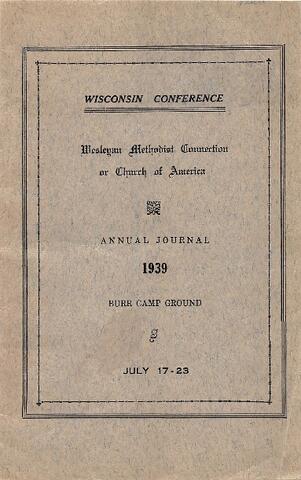 WISCONSIN CONFERENCE
Wesleyan Methodist Connection
or Church of America
ANNUAL JOURNAL
1939
BURR CAMP GROUND
JULY 17-23